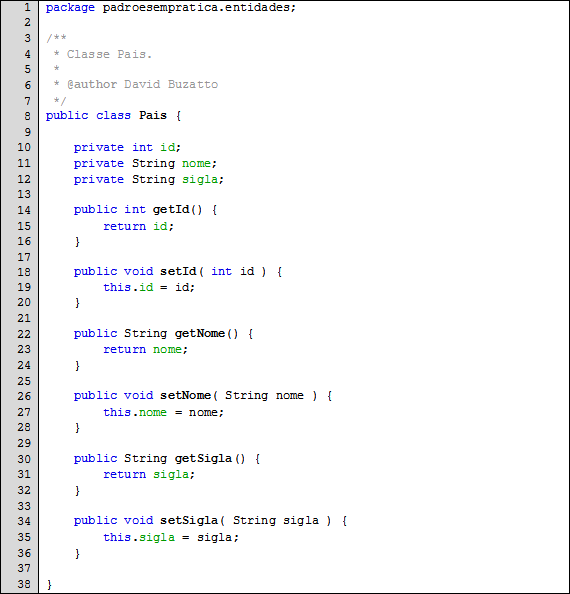 1 package padroesempratica.entidades;
2
3 /**
4  * Classe Pais.
5  *
6  * @author David Buzatto
7  */
8 public class Pais {
9
10     private int id;
11     private String nome;
12     private String sigla;
13
14     public int getId() {
15         return id;
16     }
17
18     public void setId( int id ) {
19         this.id = id;
20     }
21
22     public String getNome() {
23         return nome;
24     }
25
26     public void setNome( String nome ) {
27         this.nome = nome;
28     }
29
30     public String getSigla() {
31         return sigla;
32     }
33
34     public void setSigla( String sigla ) {
35         this.sigla = sigla;
36     }
37
38 }